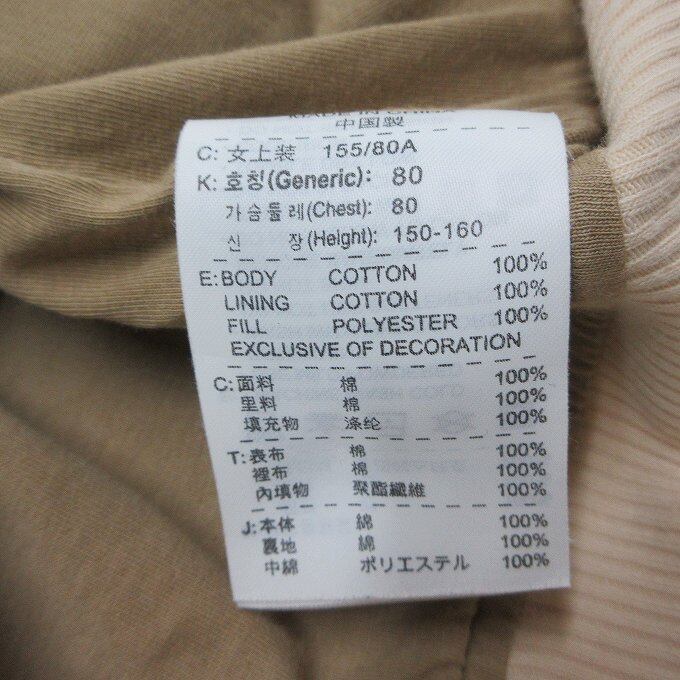 MADE IN CHINA
中国製
C: 女上装 155/80A
K: 호칭(Generic): 80
가슴둘레(Chest): 80
신 장(Height): 150-160
E: BODY COTTON 100%
LINING COTTON 100%
FILL POLYESTER 100%
EXCLUSIVE OF DECORATION
C: 面料 棉 100%
里料 棉 100%
填充物 涤纶 100%
T: 表布 棉 100%
裡布 棉 100%
內填物 聚酯纖維 100%
J: 本体 綿 100%
裏地 綿 100%
中綿 ポリエステル 100%